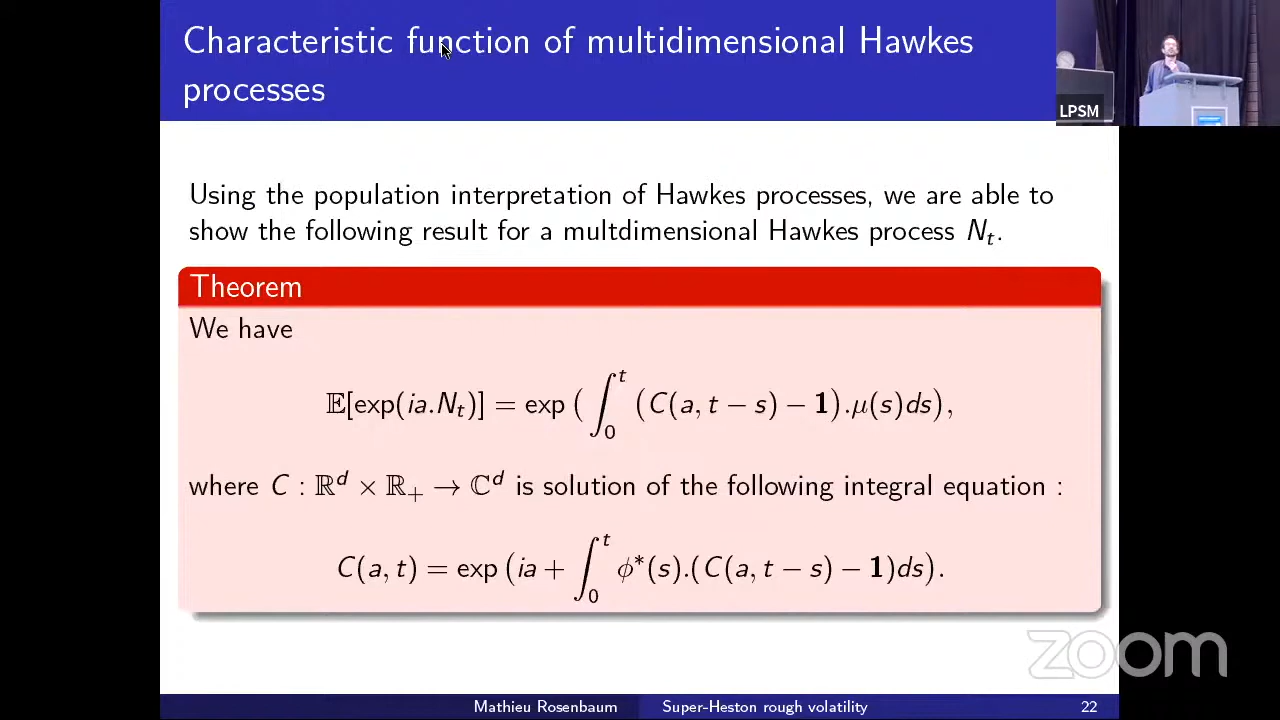 Characteristic function of multidimensional Hawkes
processes
LPSM
Using the population interpretation of Hawkes processes, we are able to
show the following result for a multdimensional Hawkes process N_t.
Theorem
We have
𝔼[exp(ia.N_t)] = exp ( ∫_0^t (C(a, t − s) − 𝟏).μ(s)ds),
where C : ℝ^d × ℝ_+ → ℂ^d is solution of the following integral equation :
C(a, t) = exp (ia + ∫_0^t ϕ*(s).(C(a, t − s) − 𝟏)ds).
zoom
Mathieu Rosenbaum Super-Heston rough volatility 22